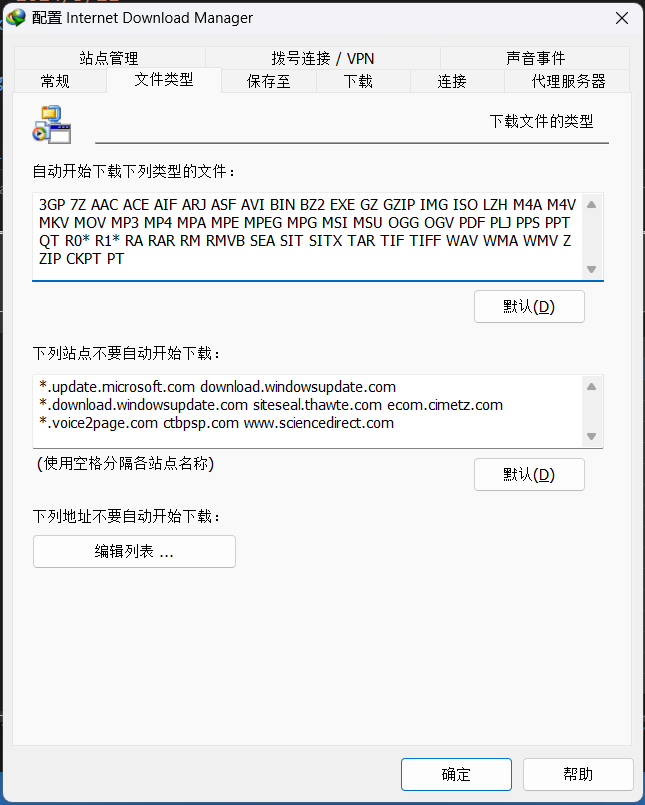 配置 Internet Download Manager
站点管理 拨号连接 / VPN 声音事件
常规 文件类型 保存至 下载 连接 代理服务器
下载文件的类型
自动开始下载下列类型的文件：
3GP 7Z AAC ACE AIF ARJ ASF AVI BIN BZ2 EXE GZ GZIP IMG ISO LZH M4A M4V
MKV MOV MP3 MP4 MPA MPE MPEG MPG MSI MSU OGG OGV PDF PLJ PPS PPT
QT R0* R1* RA RAR RM RMVB SEA SIT SITX TAR TIF TIFF WAV WMA WMV Z
ZIP CKPT PT
默认(D)
下列站点不要自动开始下载：
*.update.microsoft.com download.windowsupdate.com
*.download.windowsupdate.com siteseal.thawte.com ecom.cimetz.com
*.voice2page.com ctbpsp.com www.sciencedirect.com
(使用空格分隔各站点名称)
默认(D)
下列地址不要自动开始下载：
编辑列表 ...
确定 帮助